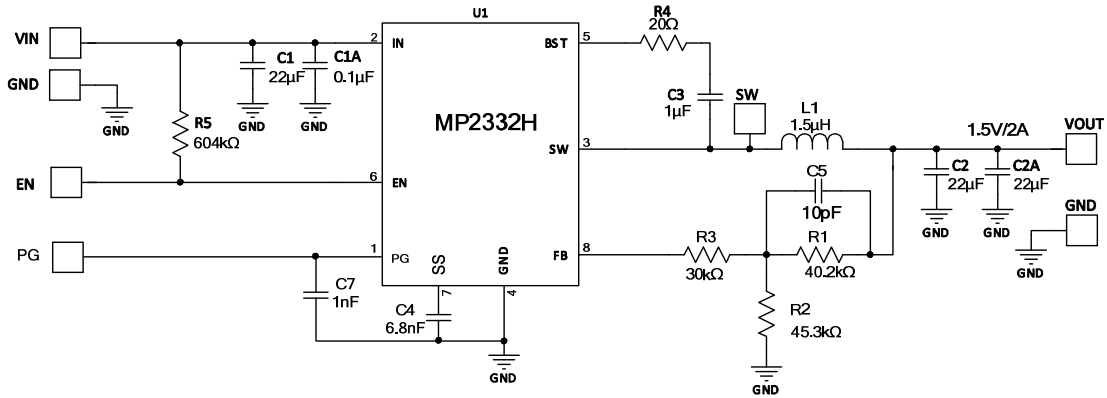 U1
MP2332H
VIN
GND
EN
PG
2
IN
6
EN
1
PG
SS
7
GND
4
5
BST
3
SW
8
FB
C1
22µF
C1A
0.1µF
GND
GND
GND
R5
604kΩ
C7
1nF
C4
6.8nF
GND
R4
20Ω
C3
1µF
SW
L1
1.5µH
1.5V/2A
VOUT
C2
22µF
C2A
22µF
GND
GND
GND
GND
C5
10pF
R3
30kΩ
R1
40.2kΩ
R2
45.3kΩ
GND